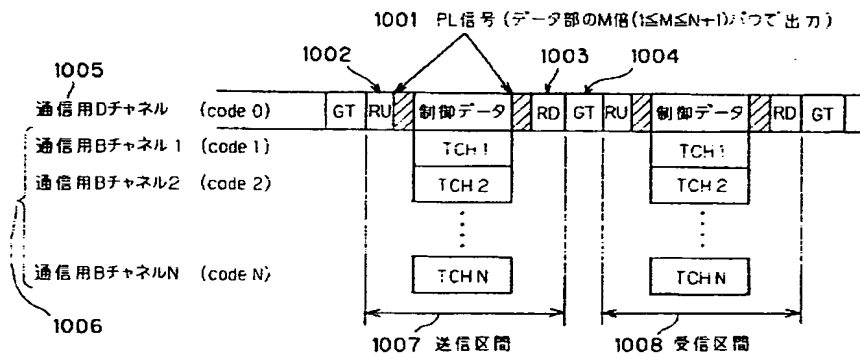 1001 PL信号(データ部のM倍(1≦M≦N+1)パワで出力)
1002
1003
1004
1005
通信用Dチャネル (code 0) GT RU 制御データ RD GT RU 制御データ RD GT
通信用Bチャネル1 (code 1) TCH1 TCH1
通信用Bチャネル2 (code 2) TCH2 TCH2
通信用BチャネルN (code N) TCHN TCHN
1006
1007 送信区間
1008 受信区間